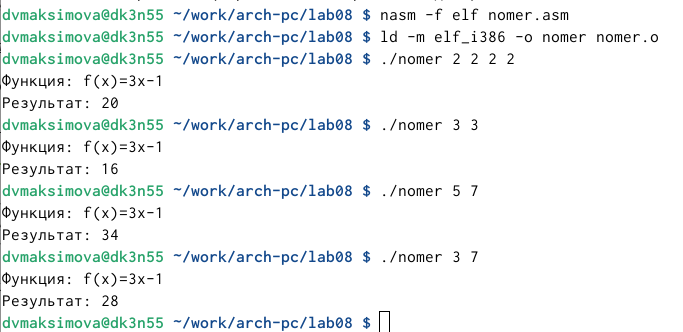 dvmaksimova@dk3n55 ~/work/arch-pc/lab08 $ nasm -f elf nomer.asm
dvmaksimova@dk3n55 ~/work/arch-pc/lab08 $ ld -m elf_i386 -o nomer nomer.o
dvmaksimova@dk3n55 ~/work/arch-pc/lab08 $ ./nomer 2 2 2 2
Функция: f(x)=3x-1
Результат: 20
dvmaksimova@dk3n55 ~/work/arch-pc/lab08 $ ./nomer 3 3
Функция: f(x)=3x-1
Результат: 16
dvmaksimova@dk3n55 ~/work/arch-pc/lab08 $ ./nomer 5 7
Функция: f(x)=3x-1
Результат: 34
dvmaksimova@dk3n55 ~/work/arch-pc/lab08 $ ./nomer 3 7
Функция: f(x)=3x-1
Результат: 28
dvmaksimova@dk3n55 ~/work/arch-pc/lab08 $